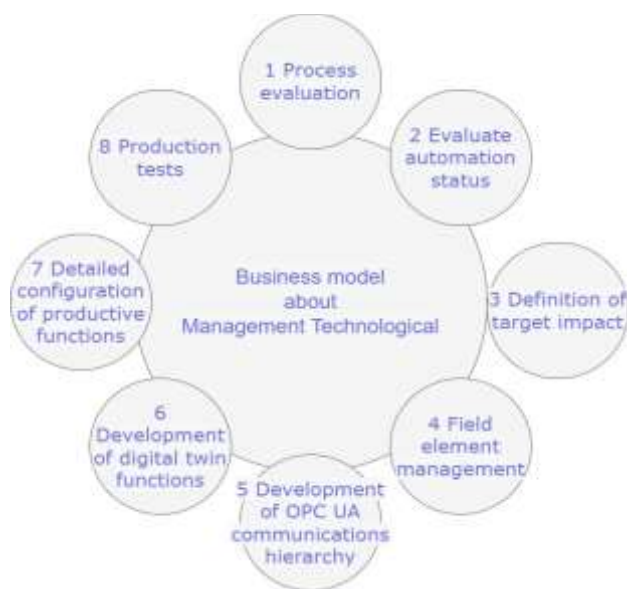 1 Process
evaluation
2 Evaluate
automation
status
3 Definition of
target impact
4 Field
element
management
5 Development
of OPC UA
communications
hierarchy
6
Development
of digital twin
functions
7 Detailed
configuration
of productive
functions
8 Production
tests
Business model
about
Management Technological